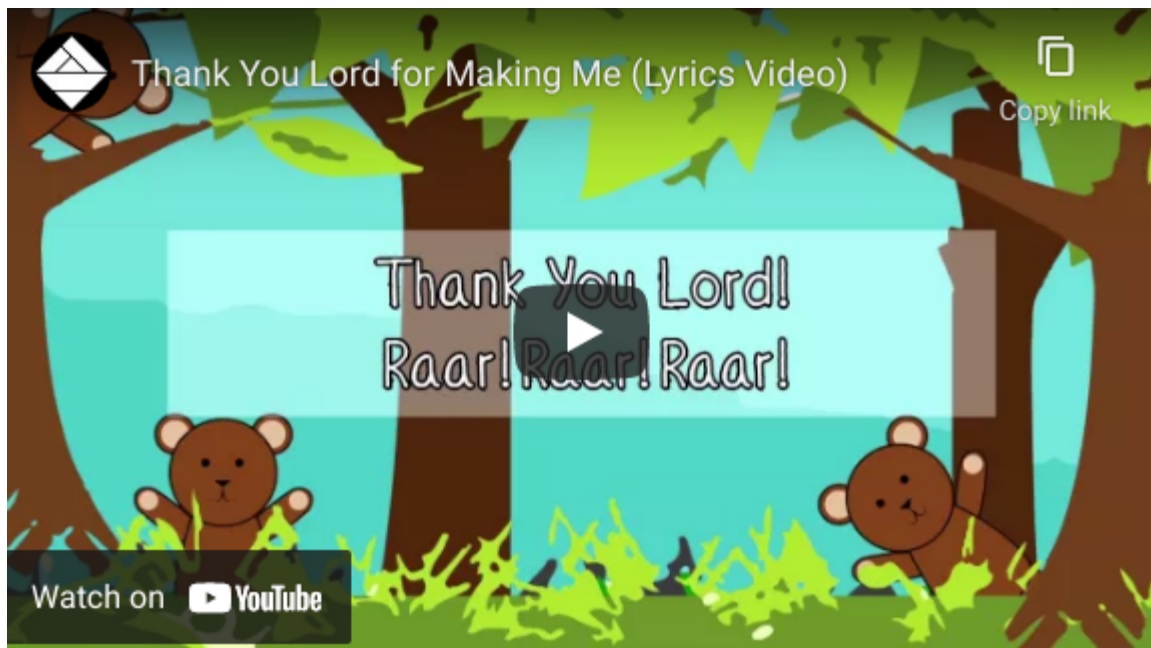 Thank You Lord for Making Me (Lyrics Video)
Copy link
Thank You Lord!
Raar! Raar! Raar!
Watch on YouTube